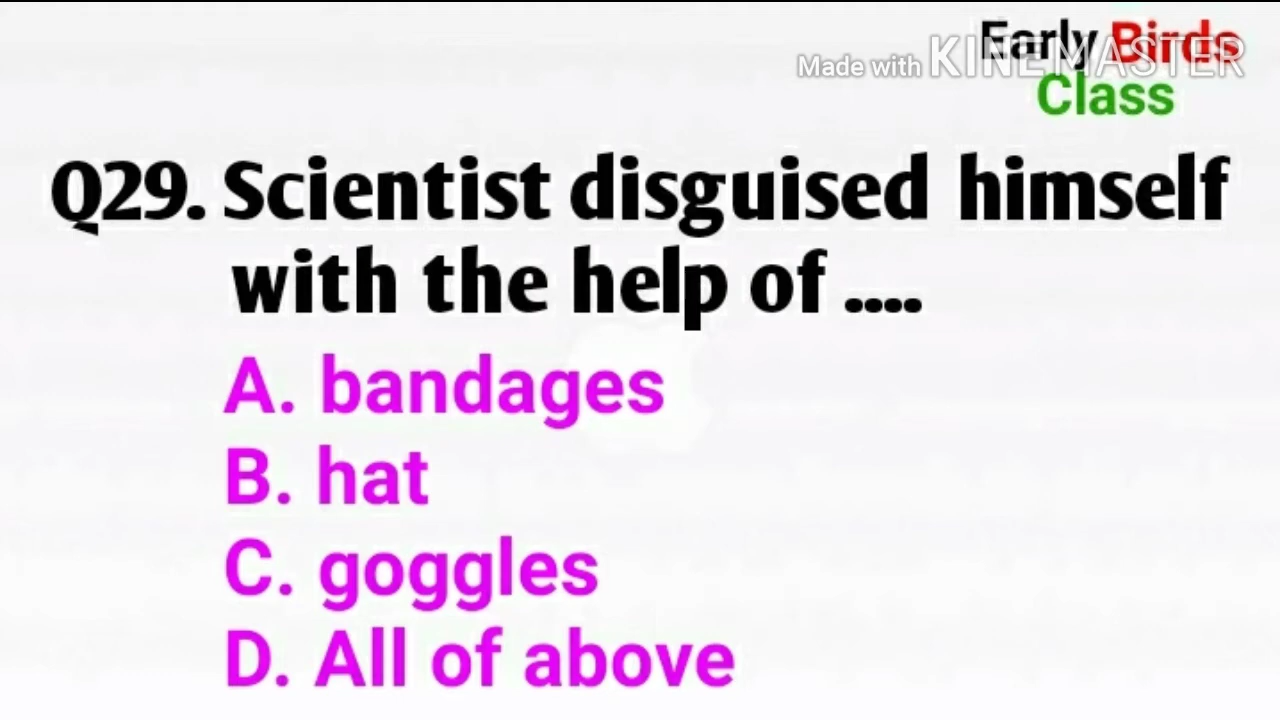 Early Birds
Made with KINEMASTER
Class
Q29. Scientist disguised himself
with the help of ....
A. bandages
B. hat
C. goggles
D. All of above